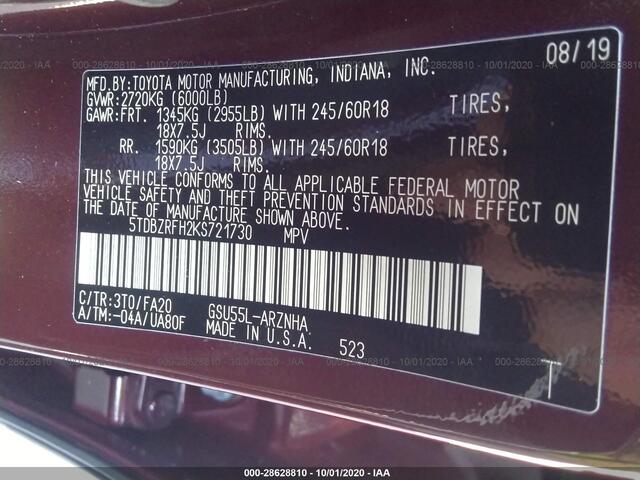 08/19
MFD.BY:TOYOTA MOTOR MANUFACTURING, INDIANA, INC.
GVWR:2720KG (6000LB)
GAWR:FRT. 1345KG (2955LB) WITH 245/60R18 TIRES,
18X7.5J RIMS.
RR. 1590KG (3505LB) WITH 245/60R18 TIRES,
18X7.5J RIMS.
THIS VEHICLE CONFORMS TO ALL APPLICABLE FEDERAL MOTOR
VEHICLE SAFETY AND THEFT PREVENTION STANDARDS IN EFFECT ON
THE DATE OF MANUFACTURE SHOWN ABOVE.
5TDBZRFH2KS721730 MPV
C/TR:3T0/FA20 GSU55L-ARZNHA
A/TM:-04A/UA80F MADE IN U.S.A. 523
000-28628810 - 10/01/2020 - IAA